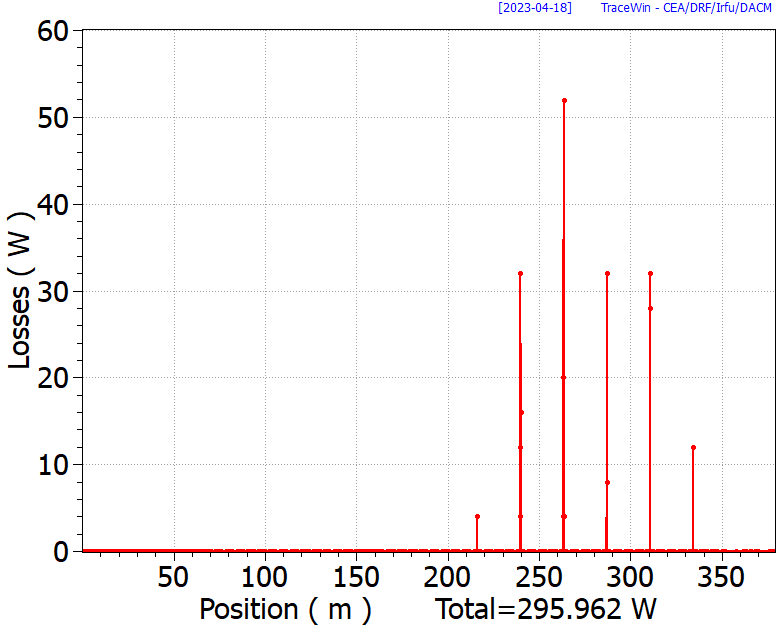 [2023-04-18] TraceWin - CEA/DRF/Irfu/DACM
60
50
40
30
20
10
0
Losses ( W )
50 100 150 200 250 300 350
Position ( m ) Total=295.962 W